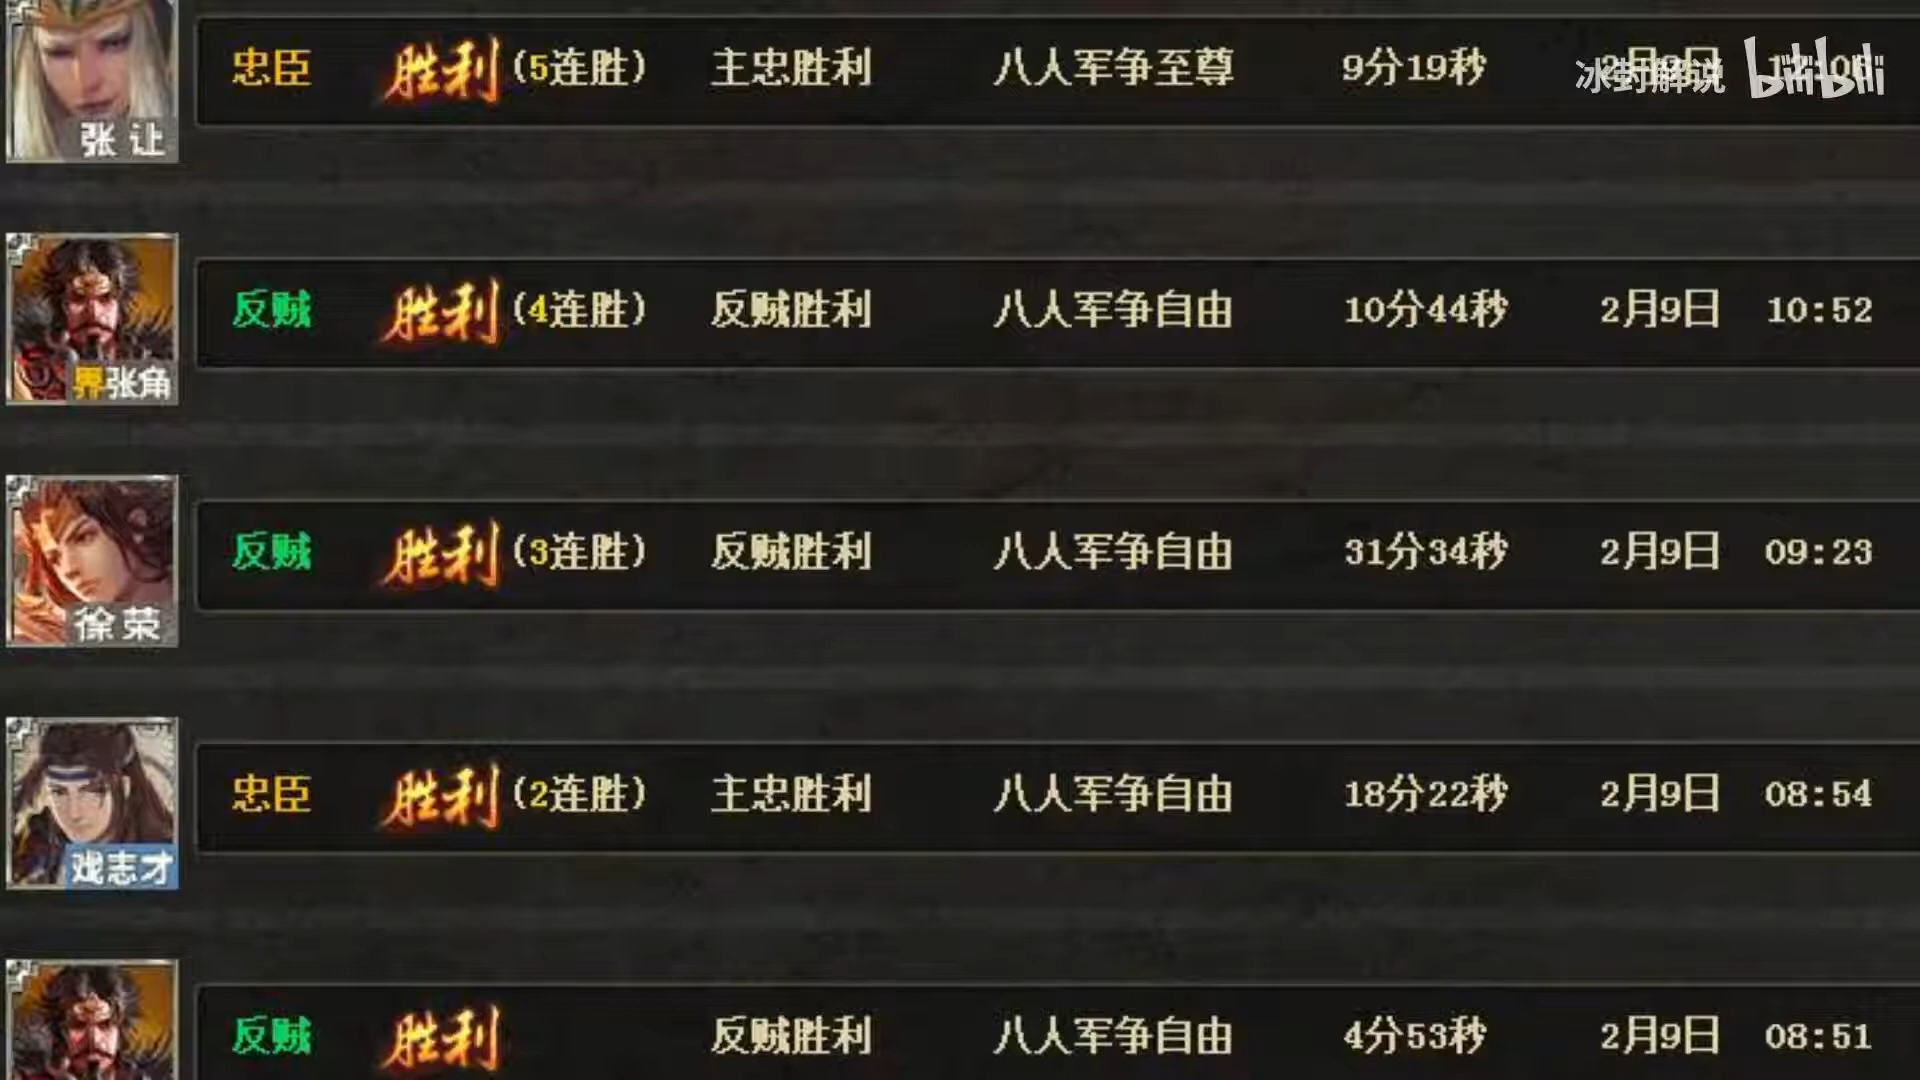 忠臣 胜利 (5连胜) 主忠胜利 八人军争至尊 9分19秒 2月9日
冰封解说 bilibili
张让
反贼 胜利 (4连胜) 反贼胜利 八人军争自由 10分44秒 2月9日 10:52
界张角
反贼 胜利 (3连胜) 反贼胜利 八人军争自由 31分34秒 2月9日 09:23
徐荣
忠臣 胜利 (2连胜) 主忠胜利 八人军争自由 18分22秒 2月9日 08:54
戏志才
反贼 胜利 反贼胜利 八人军争自由 4分53秒 2月9日 08:51